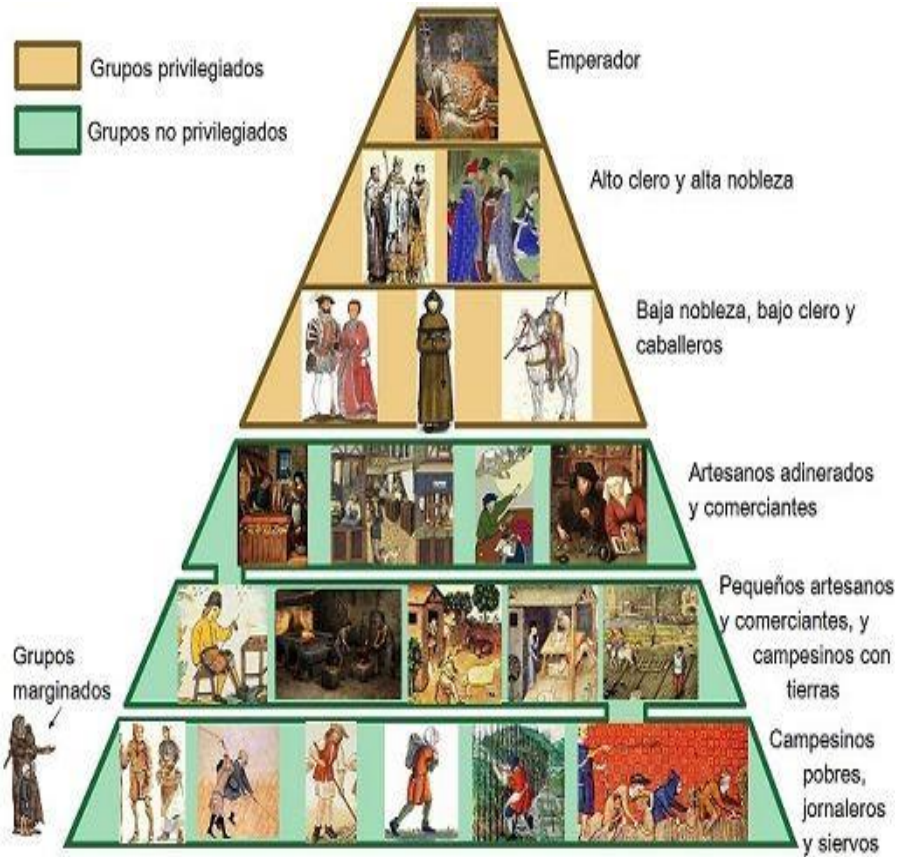 Grupos privilegiados
Grupos no privilegiados
Emperador
Alto clero y alta nobleza
Baja nobleza, bajo clero y
caballeros
Artesanos adinerados
y comerciantes
Pequeños artesanos
y comerciantes, y
campesinos con
tierras
Grupos
marginados
Campesinos
pobres,
jornaleros
y siervos